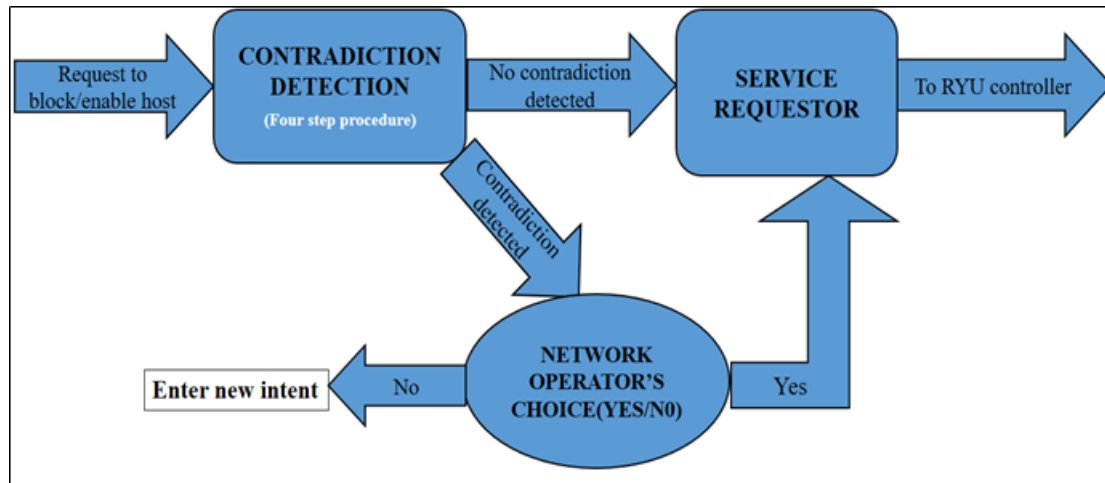 Request to
block/enable host
CONTRADICTION
DETECTION
(Four step procedure)
No contradiction
detected
SERVICE
REQUESTOR
To RYU controller
Contradiction
detected
NETWORK
OPERATOR'S
CHOICE(YES/N0)
Enter new intent
No
Yes